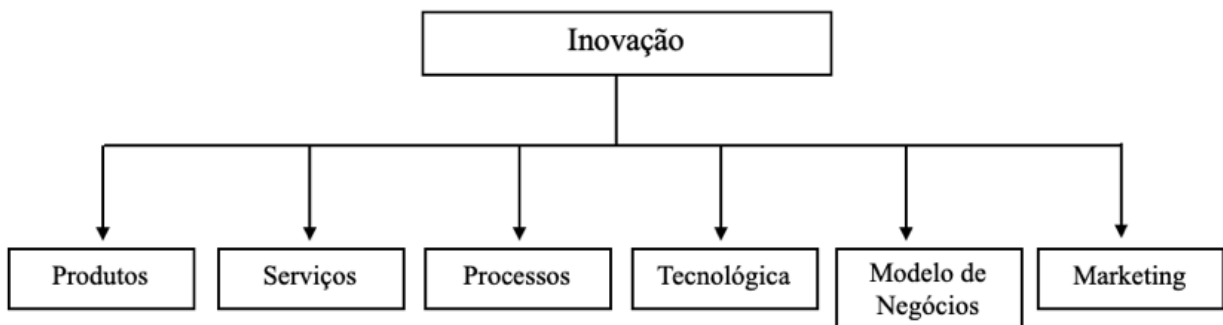 Inovação
Produtos
Serviços
Processos
Tecnológica
Modelo de
Negócios
Marketing